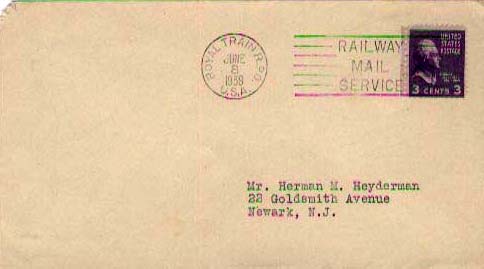 ROYAL TRAIN R.P.O.
JUNE
8
1939
U.S.A.
RAILWAY
MAIL
SERVICE
UNITED
STATES
POSTAGE
3 CENTS 3
Mr. Herman M. Heyderman
22 Goldsmith Avenue
Newark, N.J.